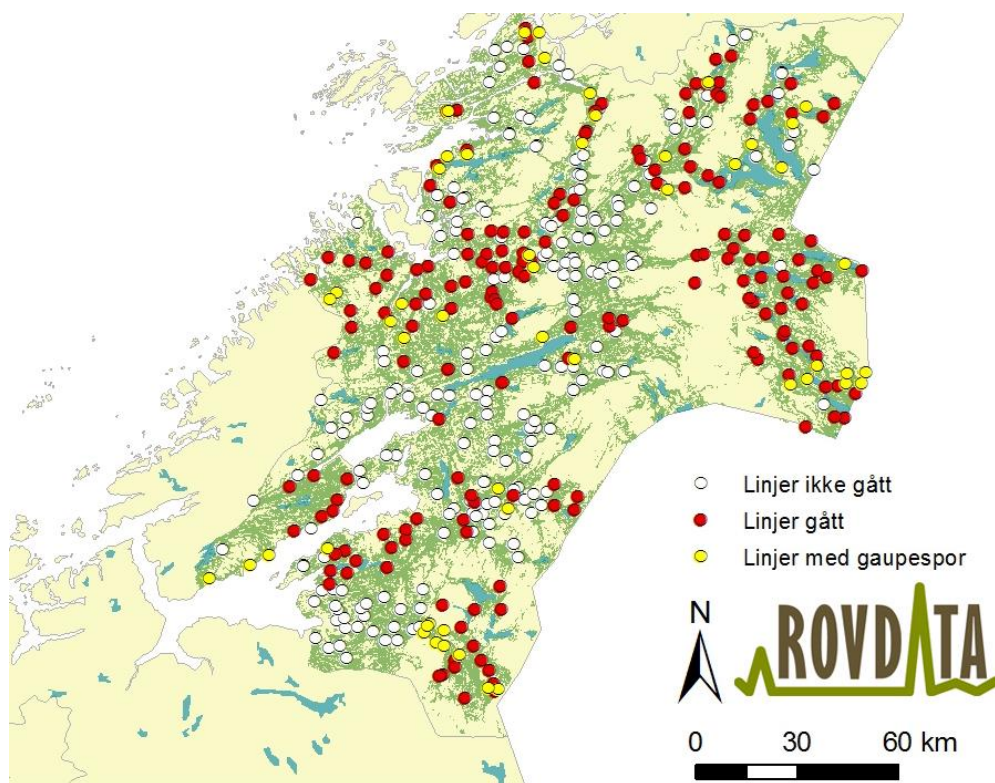 Linjer ikke gått
Linjer gått
Linjer med gaupespor
N
ROVDATA
0 30 60 km